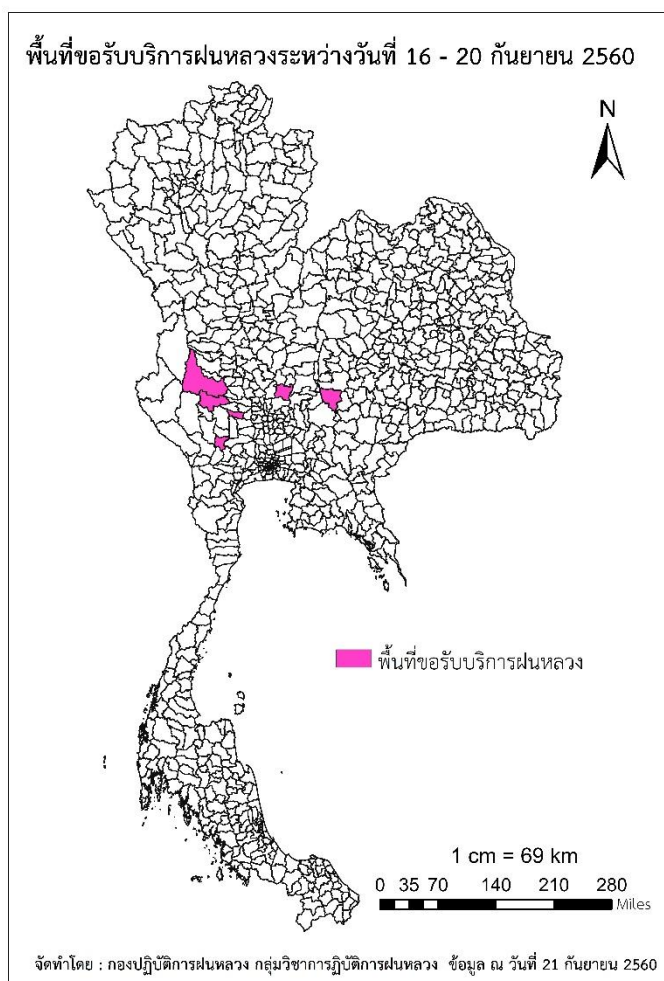 พื้นที่ขอรับบริการฝนหลวงระหว่างวันที่ 16 - 20 กันยายน 2560
N
พื้นที่ขอรับบริการฝนหลวง
1 cm = 69 km
0 35 70 140 210 280
Miles
จัดทำโดย : กองปฏิบัติการฝนหลวง กลุ่มวิชาการฏิบัติการฝนหลวง ข้อมูล ณ วันที่ 21 กันยายน 2560